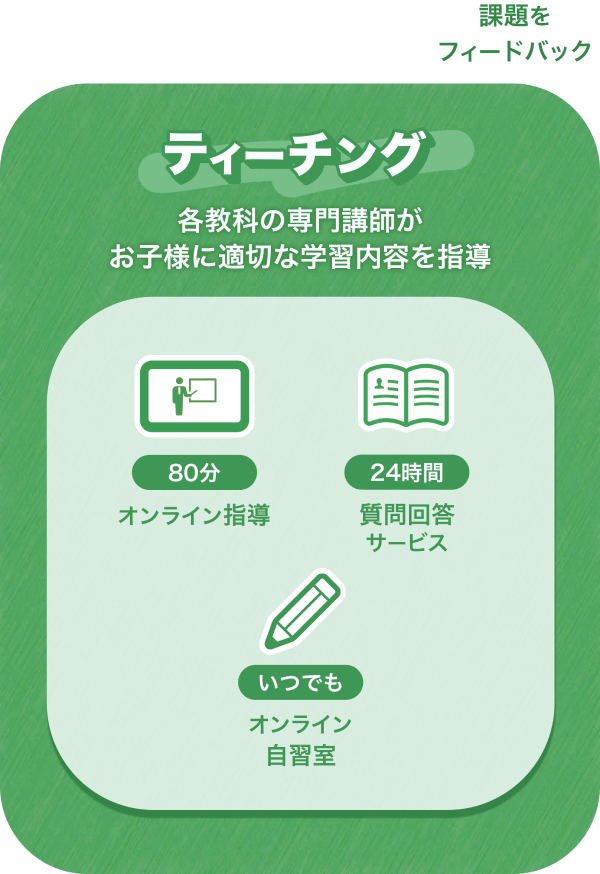 課題を
フィードバック
ティーチング
各教科の専門講師が
お子様に適切な学習内容を指導
80分
オンライン指導
24時間
質問回答
サービス
いつでも
オンライン
自習室